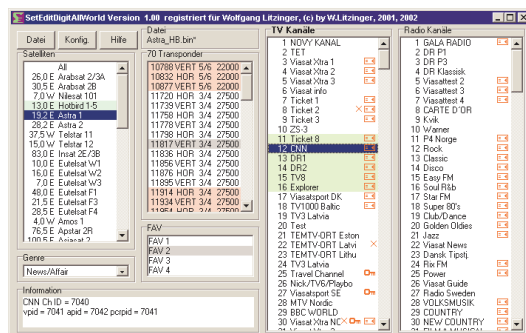 SetEditDigitAllWorld Version 1.00 registriert für Wolfgang Litzinger, (c) by W.Litzinger, 2001, 2002
Datei
Konfig.
Hilfe
Datei
Astra_HB.bin*
Satelliten
All
26,0 E Arabsat 2/3A
30,5 E Arabsat 2B
7,0 W Nilesat 101
13,0 E Hotbird 1-5
19,2 E Astra 1
28,2 E Astra 2
37,5 W Telstar 11
15,0 W Telstar 12
83,0 E Insat 2E/3B
10,0 E Eutelsat W1
16,0 E Eutelsat W2
7,0 E Eutelsat W3
48,0 E Eutelsat F1
21,5 E Eutelsat F3
28,5 E Eutelsat F4
4,0 W Amos 1
76,5 E Apstar 2R
100,5 E Asiasat 2
70 Transponder
10788 VERT 5/6 22000
10832 HOR 5/6 22000
10877 VERT 5/6 22000
11720 HOR 3/4 27500
11739 VERT 3/4 27500
11758 HOR 3/4 27500
11778 VERT 3/4 27500
11798 HOR 3/4 27500
11817 VERT 3/4 27500
11836 HOR 3/4 27500
11856 VERT 3/4 27500
11876 HOR 3/4 27500
11895 VERT 3/4 27500
11914 HOR 3/4 27500
11934 VERT 3/4 27500
11954 HOR 3/4 27500
FAV
FAV 1
FAV 2
FAV 3
FAV 4
Genre
News/Affair
Information
CNN Ch ID = 7040
vpid = 7041 apid = 7042 pcrpid = 7041
TV Kanäle
1 NOVY KANAL
2 TET
3 Viasat Xtra 1
4 Viasat Xtra 2
5 Viasat Xtra 3
6 Viasat info
7 Ticket 1
8 Ticket 2
9 Ticket 3
10 ZS-3
11 Ticket 8
12 CNN
13 DR1
14 DR2
15 TV8
16 Explorer
17 Viasatsport DK
18 TV1000 Baltic
19 TV3 Latvia
20 Test
21 TEMTV-ORT Eston
22 TEMTV-ORT Latvi
23 TEMTV-ORT Lithu
24 TV3 Latvia
25 Travel Channel
26 Nick/TV6/Playbo
27 Viasatsport SE
28 MTV Nordic
29 BBC WORLD
30 Viasat Xtra NC
Radio Kanäle
1 GALA RADIO
2 DR P1
3 DR P3
4 DR Klassisk
5 Viasattest 2
6 Viasattest 3
7 Viasattest 4
8 CARTE D'OR
9 Kvik
10 Warner
11 P4 Norge
12 Rock
13 Classic
14 Disco
15 Easy FM
16 Soul R&b
17 Star FM
18 Super 80's
19 Club/Dance
20 Golden Oldies
21 Jazz
22 Viasat News
23 Dansk Tipstj.
24 Rix FM
25 Power
26 Viasat
27 Radio Sweden
28 VOLKSMUSIK
29 COUNTRY
30 NEW COUNTRY